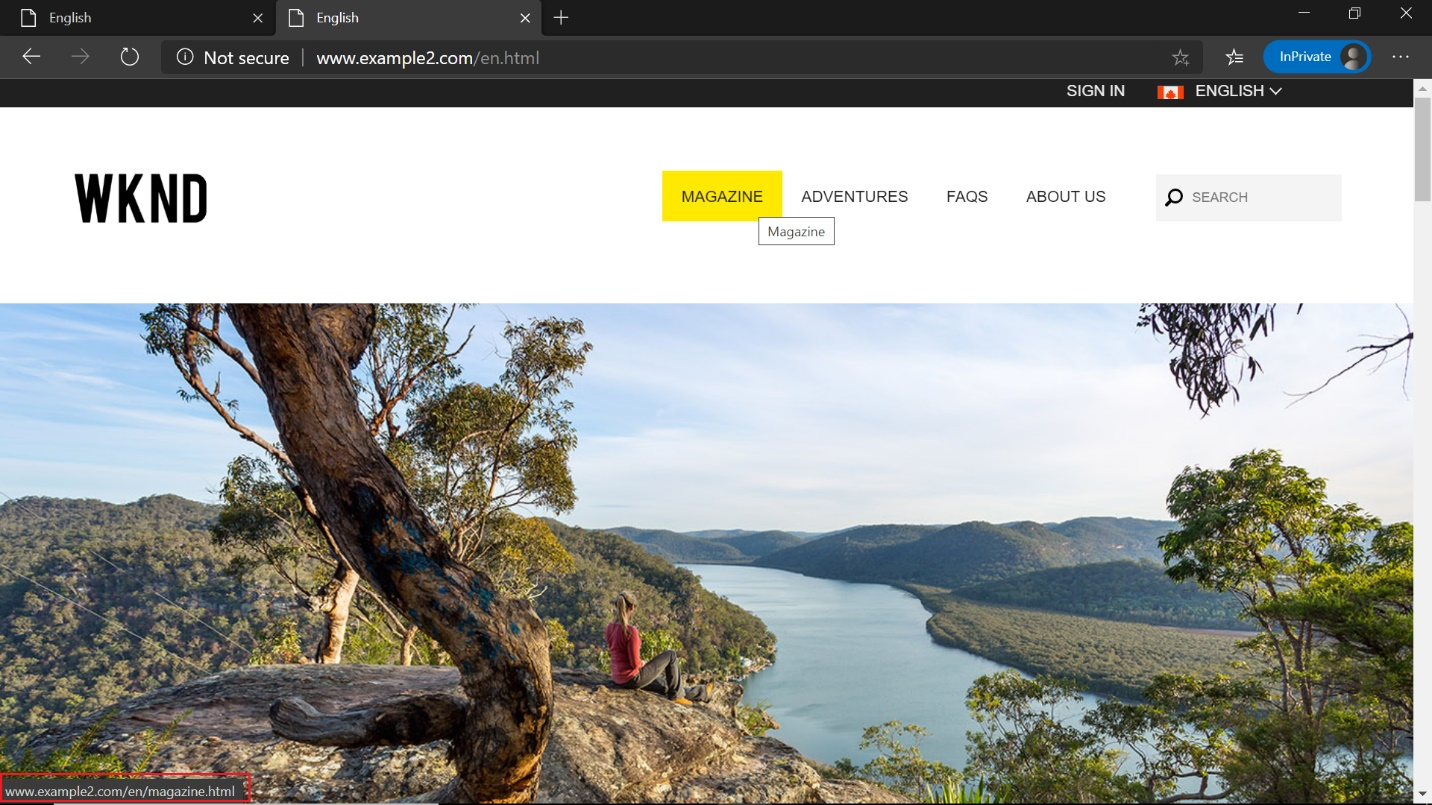 English
English
Not secure
www.example2.com/en.html
InPrivate
SIGN IN
ENGLISH
WKND
MAGAZINE
ADVENTURES
FAQS
ABOUT US
SEARCH
Magazine
www.example2.com/en/magazine.html